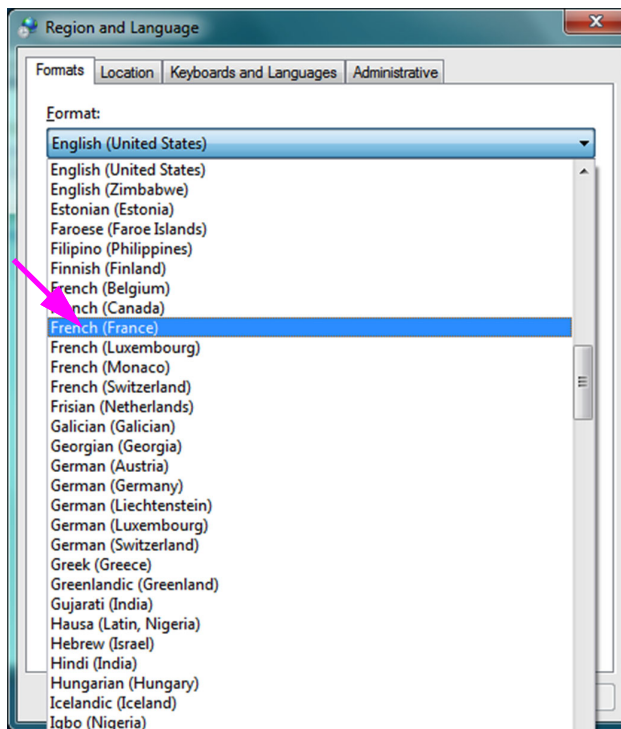 Region and Language
Formats Location Keyboards and Languages Administrative
Format:
English (United States)
English (United States)
English (Zimbabwe)
Estonian (Estonia)
Faroese (Faroe Islands)
Filipino (Philippines)
Finnish (Finland)
French (Belgium)
French (Canada)
French (France)
French (Luxembourg)
French (Monaco)
French (Switzerland)
Frisian (Netherlands)
Galician (Galician)
Georgian (Georgia)
German (Austria)
German (Germany)
German (Liechtenstein)
German (Luxembourg)
German (Switzerland)
Greek (Greece)
Greenlandic (Greenland)
Gujarati (India)
Hausa (Latin, Nigeria)
Hebrew (Israel)
Hindi (India)
Hungarian (Hungary)
Icelandic (Iceland)
Igbo (Nigeria)